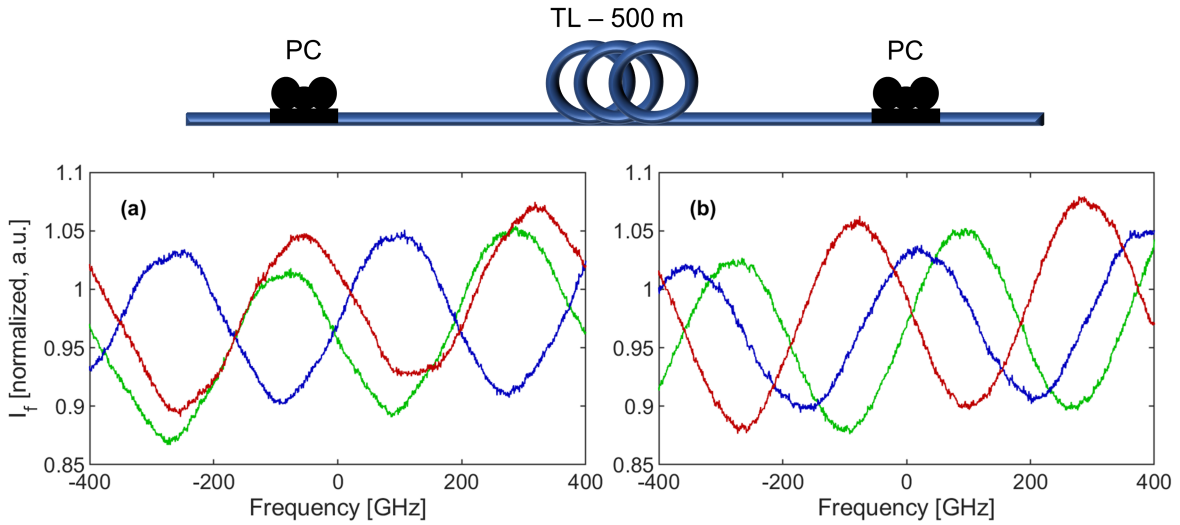 TL – 500 m
PC
PC
1.1
1.05
1
0.95
0.9
0.85
(a)
-400
-200
0
200
400
Frequency [GHz]
I_f [normalized, a.u.]
1.1
1.05
1
0.95
0.9
0.85
(b)
-400
-200
0
200
400
Frequency [GHz]